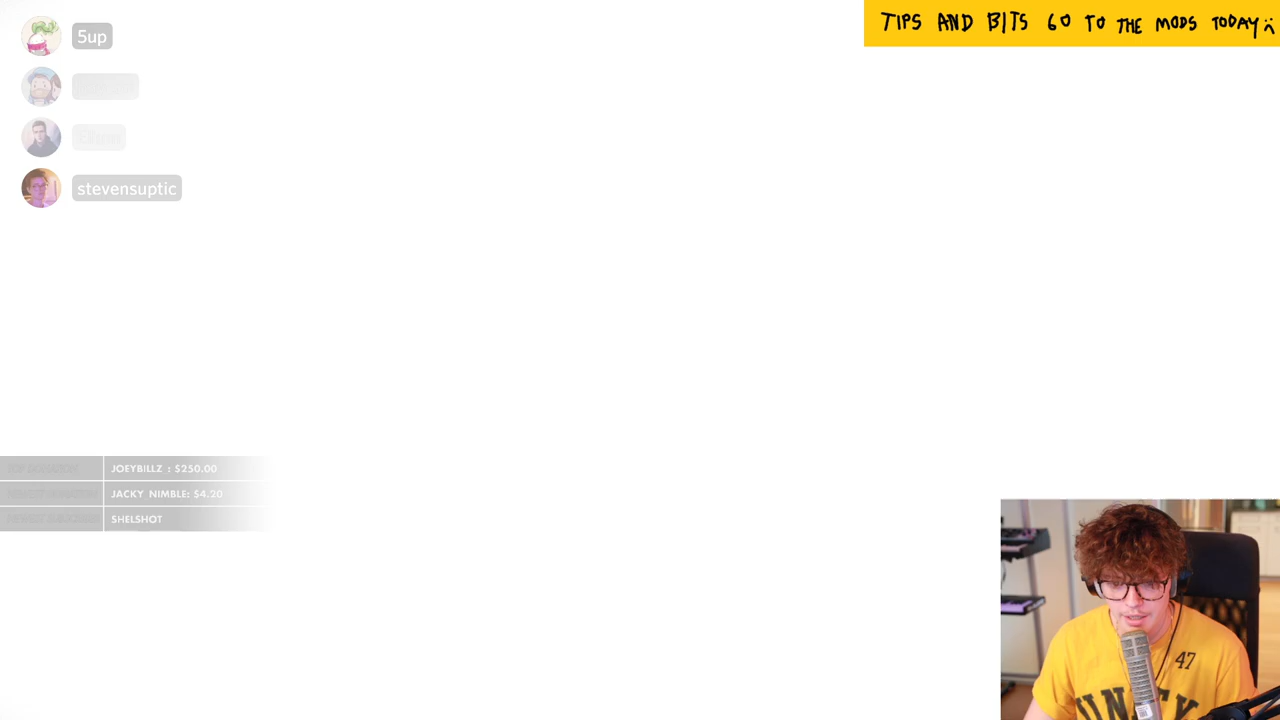 TIPS AND BITS GO TO THE MODS TODAY :(
5up
stevensuptic
JOEYBILLZ : $250.00
JACKY NIMBLE: $4.20
SHELSHOT
47